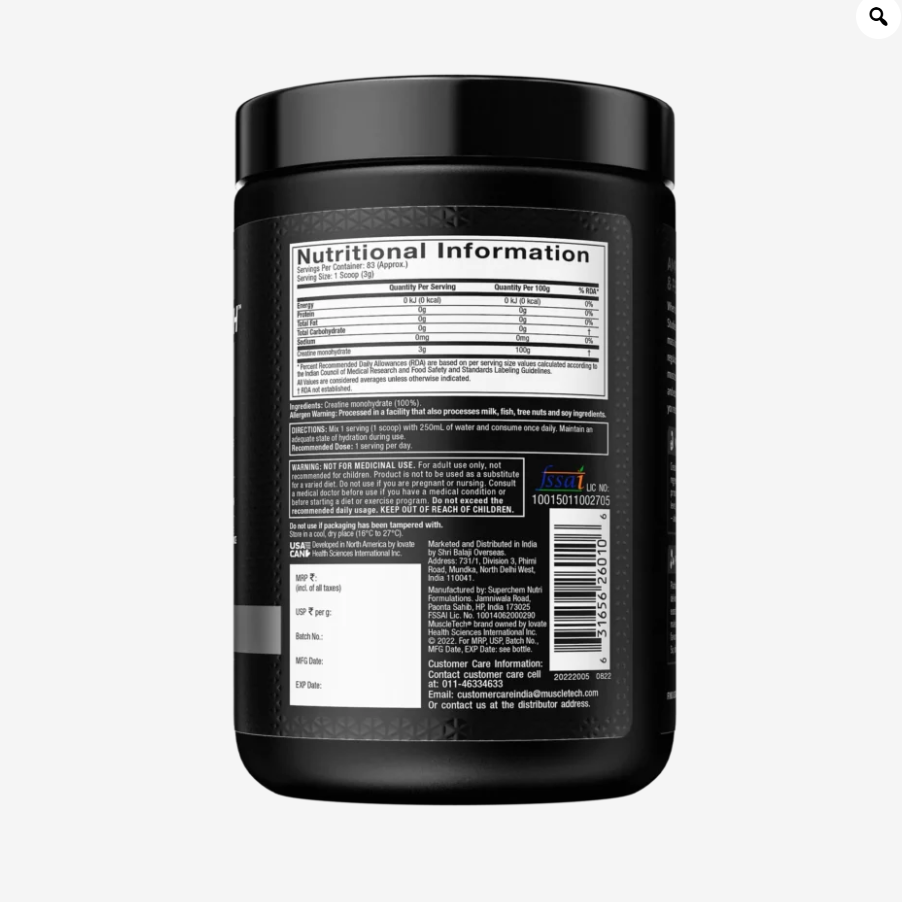 Nutritional Information
Servings Per Container: 83 (Approx.)
Serving Size: 1 Scoop (3g)
Quantity Per Serving Quantity Per 100g % RDA*
Energy 0 kJ (0 kcal) 0 kJ (0 kcal) 0%
Protein 0g 0g 0%
Total Fat 0g 0g 0%
Total Carbohydrate 0g 0g †
Sodium 0mg 0mg 0%
Creatine monohydrate 3g 100g †
* Percent Recommended Daily Allowances (RDA) are based on per serving size values calculated according to
the Indian Council of Medical Research and Food Safety and Standards Labeling Guidelines.
All Values are considered averages unless otherwise indicated.
† RDA not established.
Ingredients: Creatine monohydrate (100%).
Allergen Warning: Processed in a facility that also processes milk, fish, tree nuts and soy ingredients.
DIRECTIONS: Mix 1 serving (1 scoop) with 250mL of water and consume once daily. Maintain an
adequate state of hydration during use.
Recommended Dose: 1 serving per day.
WARNING: NOT FOR MEDICINAL USE. For adult use only, not
recommended for children. Product is not to be used as a substitute
for a varied diet. Do not use if you are pregnant or nursing. Consult
a medical doctor before use if you have a medical condition or
before starting a diet or exercise program. Do not exceed the
recommended daily usage. KEEP OUT OF REACH OF CHILDREN.
fssai
LIC NO:
10015011002705
Do not use if packaging has been tampered with.
Store in a cool, dry place (16°C to 27°C).
USA CAN Developed in North America by Iovate
Health Sciences International Inc.
MRP ₹:
(incl. of all taxes)
USP ₹ per g:
Batch No.:
MFG Date:
EXP Date:
Marketed and Distributed in India
by Shri Balaji Overseas.
Address: 731/1, Division 3, Phirni
Road, Mundka, North Delhi West,
India 110041.
Manufactured by: Superchem Nutri
Formulations. Jamniwala Road,
Paonta Sahib, HP, India 173025
FSSAI Lic. No. 10014062000290
MuscleTech® brand owned by Iovate
Health Sciences International Inc.
© 2022. For MRP, USP, Batch No.,
MFG Date, EXP Date: see bottle.
Customer Care Information:
Contact customer care cell
at: 011-46334633
Email: customercareindia@muscletech.com
Or contact us at the distributor address.
6 31656 26010 6
20222005 0822